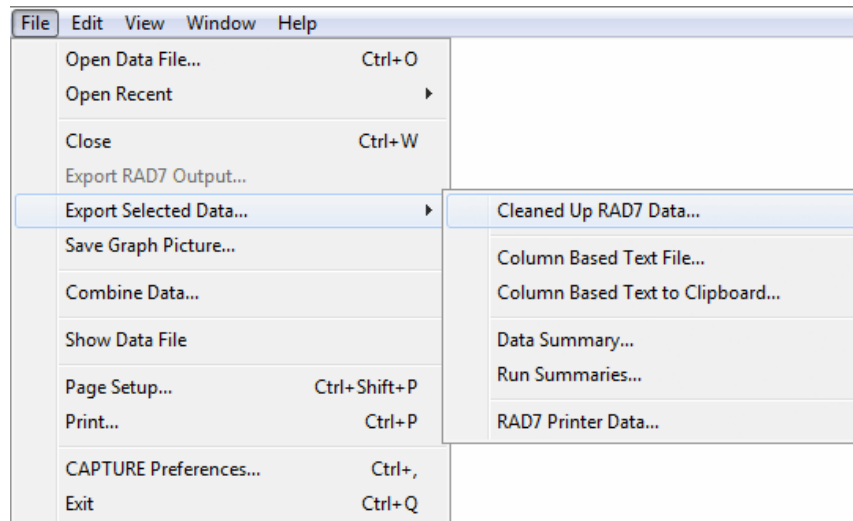 File Edit View Window Help
Open Data File... Ctrl+O
Open Recent
Close Ctrl+W
Export RAD7 Output...
Export Selected Data...
Save Graph Picture...
Combine Data...
Show Data File
Page Setup... Ctrl+Shift+P
Print... Ctrl+P
CAPTURE Preferences... Ctrl+,
Exit Ctrl+Q
Cleaned Up RAD7 Data...
Column Based Text File...
Column Based Text to Clipboard...
Data Summary...
Run Summaries...
RAD7 Printer Data...